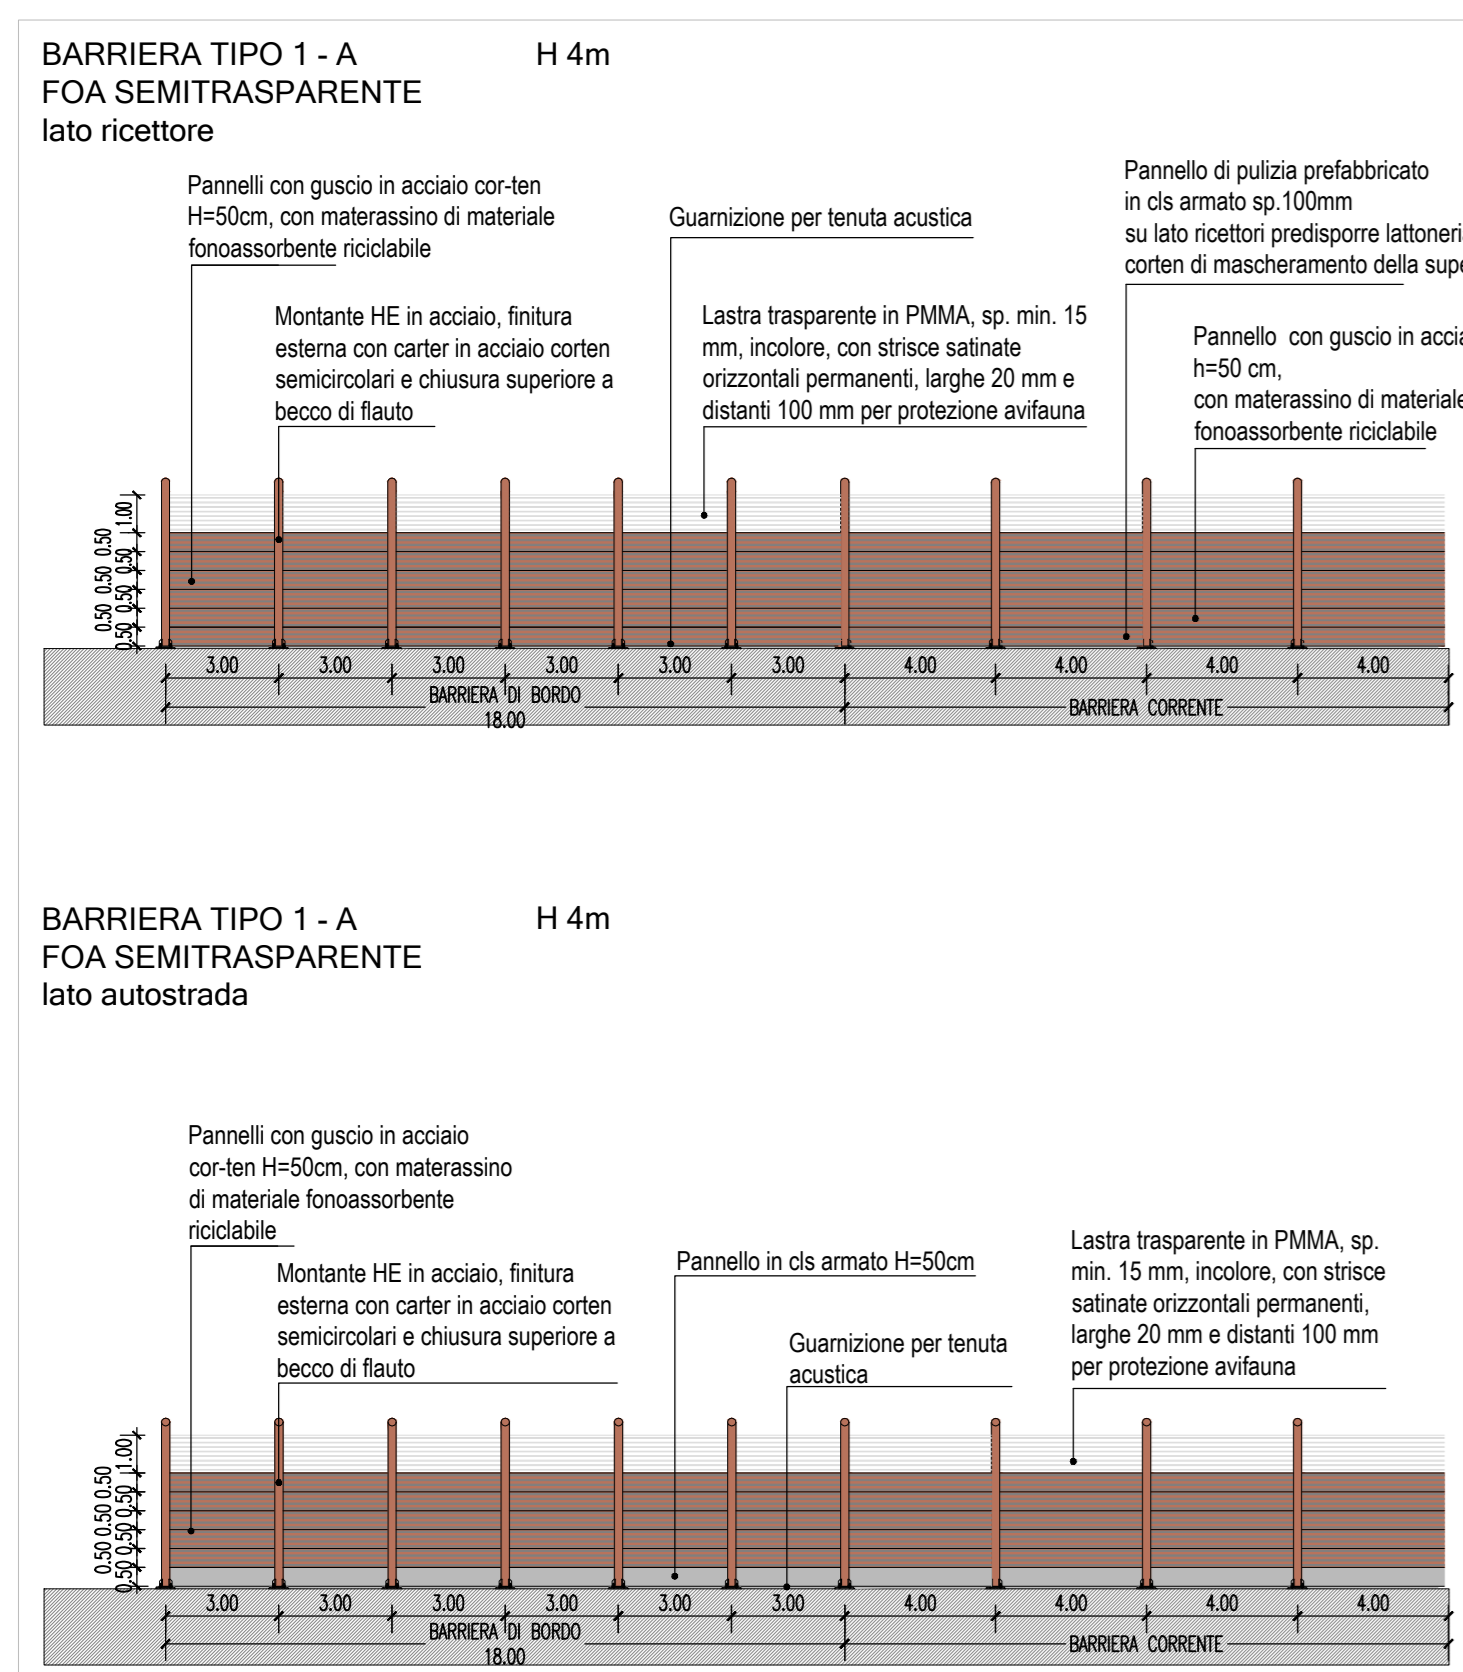 BARRIERA TIPO 1 - A
H 4m
FOA SEMITRASPARENTE
lato ricettore
Pannelli con guscio in acciaio cor-ten
H=50cm, con materassino di materiale
fonoassorbente riciclabile
Montante HE in acciaio, finitura
esterna con carter in acciaio corten
semicircolari e chiusura superiore a
becco di flauto
Guarnizione per tenuta acustica
Lastra trasparente in PMMA, sp. min. 15
mm, incolore, con strisce satinate
orizzontali permanenti, larghe 20 mm e
distanti 100 mm per protezione avifauna
Pannello di pulizia prefabbricato
in cls armato sp.100mm
su lato ricettori predisporre
corten di mascheramento della
Pannello con guscio in
h=50 cm,
con materassino di materiale
fonoassorbente riciclabile
1.00
0.50
0.50
0.50
0.50
0.50
0.50
3.00 3.00 3.00 3.00 3.00 3.00 4.00 4.00 4.00 4.00
BARRIERA DI BORDO
18.00
BARRIERA CORRENTE
BARRIERA TIPO 1 - A
H 4m
FOA SEMITRASPARENTE
lato autostrada
Pannelli con guscio in acciaio
cor-ten H=50cm, con materassino
di materiale fonoassorbente
riciclabile
Montante HE in acciaio, finitura
esterna con carter in acciaio corten
semicircolari e chiusura superiore a
becco di flauto
Pannello in cls armato H=50cm
Guarnizione per tenuta
acustica
Lastra trasparente in PMMA, sp.
min. 15 mm, incolore, con strisce
satinate orizzontali permanenti,
larghe 20 mm e distanti 100 mm
per protezione avifauna
1.00
0.50
0.50
0.50
0.50
0.50
0.50
3.00 3.00 3.00 3.00 3.00 3.00 4.00 4.00 4.00 4.00
BARRIERA DI BORDO
18.00
BARRIERA CORRENTE